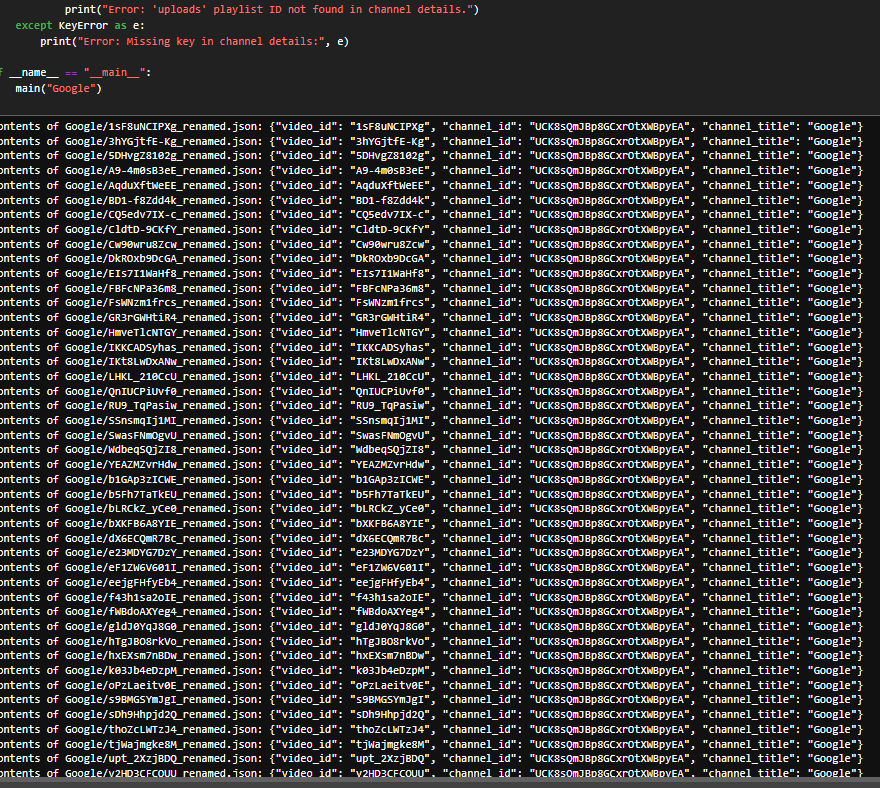 print("Error: 'uploads' playlist ID not found in channel details.")
except KeyError as e:
print("Error: Missing key in channel details:", e)
f __name__ == "__main__":
main("Google")
ontents of Google/1sF8uNCIPXg_renamed.json: {"video_id": "1sF8uNCIPXg", "channel_id": "UCK8sQmJBp8GCxrOtXWBpyEA", "channel_title": "Google"}
ontents of Google/3hYGjtfE-Kg_renamed.json: {"video_id": "3hYGjtfE-Kg", "channel_id": "UCK8sQmJBp8GCxrOtXWBpyEA", "channel_title": "Google"}
ontents of Google/5DHvgZ8102g_renamed.json: {"video_id": "5DHvgZ8102g", "channel_id": "UCK8sQmJBp8GCxrOtXWBpyEA", "channel_title": "Google"}
ontents of Google/A9-4m0sB3eE_renamed.json: {"video_id": "A9-4m0sB3eE", "channel_id": "UCK8sQmJBp8GCxrOtXWBpyEA", "channel_title": "Google"}
ontents of Google/AqduXftWeEE_renamed.json: {"video_id": "AqduXftWeEE", "channel_id": "UCK8sQmJBp8GCxrOtXWBpyEA", "channel_title": "Google"}
ontents of Google/BD1-f8Zdd4k_renamed.json: {"video_id": "BD1-f8Zdd4k", "channel_id": "UCK8sQmJBp8GCxrOtXWBpyEA", "channel_title": "Google"}
ontents of Google/CQ5edv7IX-c_renamed.json: {"video_id": "CQ5edv7IX-c", "channel_id": "UCK8sQmJBp8GCxrOtXWBpyEA", "channel_title": "Google"}
ontents of Google/CldtD-9CKfY_renamed.json: {"video_id": "CldtD-9CKfY", "channel_id": "UCK8sQmJBp8GCxrOtXWBpyEA", "channel_title": "Google"}
ontents of Google/Cw90wru8Zcw_renamed.json: {"video_id": "Cw90wru8Zcw", "channel_id": "UCK8sQmJBp8GCxrOtXWBpyEA", "channel_title": "Google"}
ontents of Google/DkROxb9DcGA_renamed.json: {"video_id": "DkROxb9DcGA", "channel_id": "UCK8sQmJBp8GCxrOtXWBpyEA", "channel_title": "Google"}
ontents of Google/EIs7I1WaHf8_renamed.json: {"video_id": "EIs7I1WaHf8", "channel_id": "UCK8sQmJBp8GCxrOtXWBpyEA", "channel_title": "Google"}
ontents of Google/FBFcNPa36m8_renamed.json: {"video_id": "FBFcNPa36m8", "channel_id": "UCK8sQmJBp8GCxrOtXWBpyEA", "channel_title": "Google"}
ontents of Google/FsWNzm1frcs_renamed.json: {"video_id": "FsWNzm1frcs", "channel_id": "UCK8sQmJBp8GCxrOtXWBpyEA", "channel_title": "Google"}
ontents of Google/GR3rGWHtiR4_renamed.json: {"video_id": "GR3rGWHtiR4", "channel_id": "UCK8sQmJBp8GCxrOtXWBpyEA", "channel_title": "Google"}
ontents of Google/HmveTlcNTGY_renamed.json: {"video_id": "HmveTlcNTGY", "channel_id": "UCK8sQmJBp8GCxrOtXWBpyEA", "channel_title": "Google"}
ontents of Google/IKKCADSyhas_renamed.json: {"video_id": "IKKCADSyhas", "channel_id": "UCK8sQmJBp8GCxrOtXWBpyEA", "channel_title": "Google"}
ontents of Google/IKt8LwDxANw_renamed.json: {"video_id": "IKt8LwDxANw", "channel_id": "UCK8sQmJBp8GCxrOtXWBpyEA", "channel_title": "Google"}
ontents of Google/LHKL_210CcU_renamed.json: {"video_id": "LHKL_210CcU", "channel_id": "UCK8sQmJBp8GCxrOtXWBpyEA", "channel_title": "Google"}
ontents of Google/QnIUCPiUvf0_renamed.json: {"video_id": "QnIUCPiUvf0", "channel_id": "UCK8sQmJBp8GCxrOtXWBpyEA", "channel_title": "Google"}
ontents of Google/RU9_TqPasiw_renamed.json: {"video_id": "RU9_TqPasiw", "channel_id": "UCK8sQmJBp8GCxrOtXWBpyEA", "channel_title": "Google"}
ontents of Google/SSnsmqIj1MI_renamed.json: {"video_id": "SSnsmqIj1MI", "channel_id": "UCK8sQmJBp8GCxrOtXWBpyEA", "channel_title": "Google"}
ontents of Google/SwasFNmOgvU_renamed.json: {"video_id": "SwasFNmOgvU", "channel_id": "UCK8sQmJBp8GCxrOtXWBpyEA", "channel_title": "Google"}
ontents of Google/WdbeqSQjZI8_renamed.json: {"video_id": "WdbeqSQjZI8", "channel_id": "UCK8sQmJBp8GCxrOtXWBpyEA", "channel_title": "Google"}
ontents of Google/YEAZMZvrHdw_renamed.json: {"video_id": "YEAZMZvrHdw", "channel_id": "UCK8sQmJBp8GCxrOtXWBpyEA", "channel_title": "Google"}
ontents of Google/b1GAp3zICWE_renamed.json: {"video_id": "b1GAp3zICWE", "channel_id": "UCK8sQmJBp8GCxrOtXWBpyEA", "channel_title": "Google"}
ontents of Google/b5Fh7TaTkEU_renamed.json: {"video_id": "b5Fh7TaTkEU", "channel_id": "UCK8sQmJBp8GCxrOtXWBpyEA", "channel_title": "Google"}
ontents of Google/bLRCkZ_yCe0_renamed.json: {"video_id": "bLRCkZ_yCe0", "channel_id": "UCK8sQmJBp8GCxrOtXWBpyEA", "channel_title": "Google"}
ontents of Google/bXKFB6A8YIE_renamed.json: {"video_id": "bXKFB6A8YIE", "channel_id": "UCK8sQmJBp8GCxrOtXWBpyEA", "channel_title": "Google"}
ontents of Google/dX6ECQmR7Bc_renamed.json: {"video_id": "dX6ECQmR7Bc", "channel_id": "UCK8sQmJBp8GCxrOtXWBpyEA", "channel_title": "Google"}
ontents of Google/e23MDYG7DzY_renamed.json: {"video_id": "e23MDYG7DzY", "channel_id": "UCK8sQmJBp8GCxrOtXWBpyEA", "channel_title": "Google"}
ontents of Google/eF1ZW6V601I_renamed.json: {"video_id": "eF1ZW6V601I", "channel_id": "UCK8sQmJBp8GCxrOtXWBpyEA", "channel_title": "Google"}
ontents of Google/eejgFHfyEb4_renamed.json: {"video_id": "eejgFHfyEb4", "channel_id": "UCK8sQmJBp8GCxrOtXWBpyEA", "channel_title": "Google"}
ontents of Google/f43h1sa2oIE_renamed.json: {"video_id": "f43h1sa2oIE", "channel_id": "UCK8sQmJBp8GCxrOtXWBpyEA", "channel_title": "Google"}
ontents of Google/fWBdoAXYeg4_renamed.json: {"video_id": "fWBdoAXYeg4", "channel_id": "UCK8sQmJBp8GCxrOtXWBpyEA", "channel_title": "Google"}
ontents of Google/gldJ0YqJ8G0_renamed.json: {"video_id": "gldJ0YqJ8G0", "channel_id": "UCK8sQmJBp8GCxrOtXWBpyEA", "channel_title": "Google"}
ontents of Google/hTgJBO8rkVo_renamed.json: {"video_id": "hTgJBO8rkVo", "channel_id": "UCK8sQmJBp8GCxrOtXWBpyEA", "channel_title": "Google"}
ontents of Google/hxEXsm7nBDw_renamed.json: {"video_id": "hxEXsm7nBDw", "channel_id": "UCK8sQmJBp8GCxrOtXWBpyEA", "channel_title": "Google"}
ontents of Google/k03Jb4eDzpM_renamed.json: {"video_id": "k03Jb4eDzpM", "channel_id": "UCK8sQmJBp8GCxrOtXWBpyEA", "channel_title": "Google"}
ontents of Google/oPzLaeitv0E_renamed.json: {"video_id": "oPzLaeitv0E", "channel_id": "UCK8sQmJBp8GCxrOtXWBpyEA", "channel_title": "Google"}
ontents of Google/s9BMGSYmJgI_renamed.json: {"video_id": "s9BMGSYmJgI", "channel_id": "UCK8sQmJBp8GCxrOtXWBpyEA", "channel_title": "Google"}
ontents of Google/sDh9Hhpjd2Q_renamed.json: {"video_id": "sDh9Hhpjd2Q", "channel_id": "UCK8sQmJBp8GCxrOtXWBpyEA", "channel_title": "Google"}
ontents of Google/thoZcLWTzJ4_renamed.json: {"video_id": "thoZcLWTzJ4", "channel_id": "UCK8sQmJBp8GCxrOtXWBpyEA", "channel_title": "Google"}
ontents of Google/tjWajmgke8M_renamed.json: {"video_id": "tjWajmgke8M", "channel_id": "UCK8sQmJBp8GCxrOtXWBpyEA", "channel_title": "Google"}
ontents of Google/upt_2XzjBDQ_renamed.json: {"video_id": "upt_2XzjBDQ", "channel_id": "UCK8sQmJBp8GCxrOtXWBpyEA", "channel_title": "Google"}
ontents of Google/v2HD3CFCOUU_renamed.json: {"video_id": "v2HD3CFCOUU", "channel_id": "UCK8sQmJBp8GCxrOtXWBpyEA", "channel_title": "Google"}